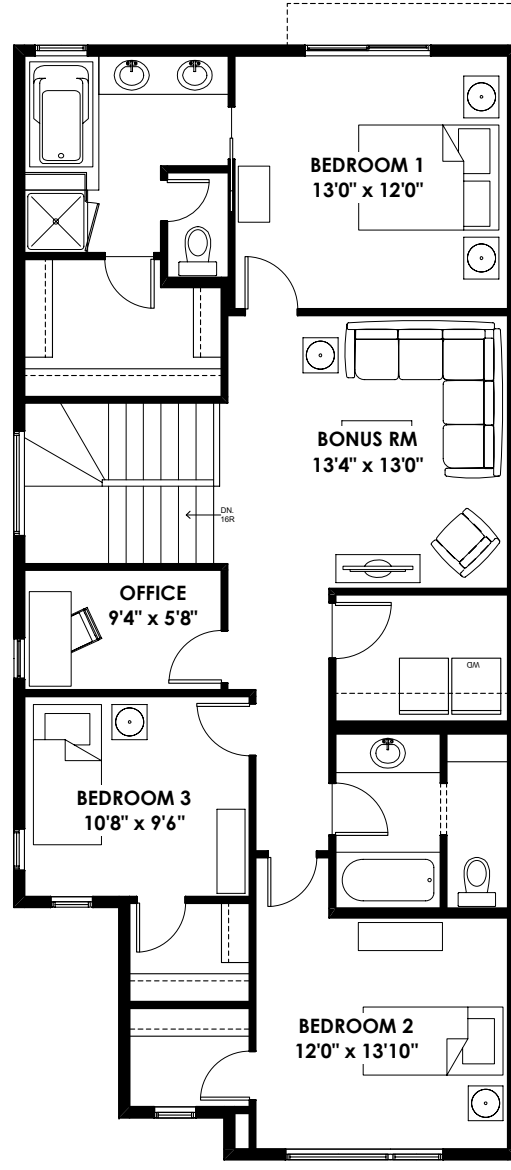 BEDROOM 1
13'0" x 12'0"
BONUS RM
13'4" x 13'0"
DN.
16R
OFFICE
9'4" x 5'8"
WD
BEDROOM 3
10'8" x 9'6"
BEDROOM 2
12'0" x 13'10"